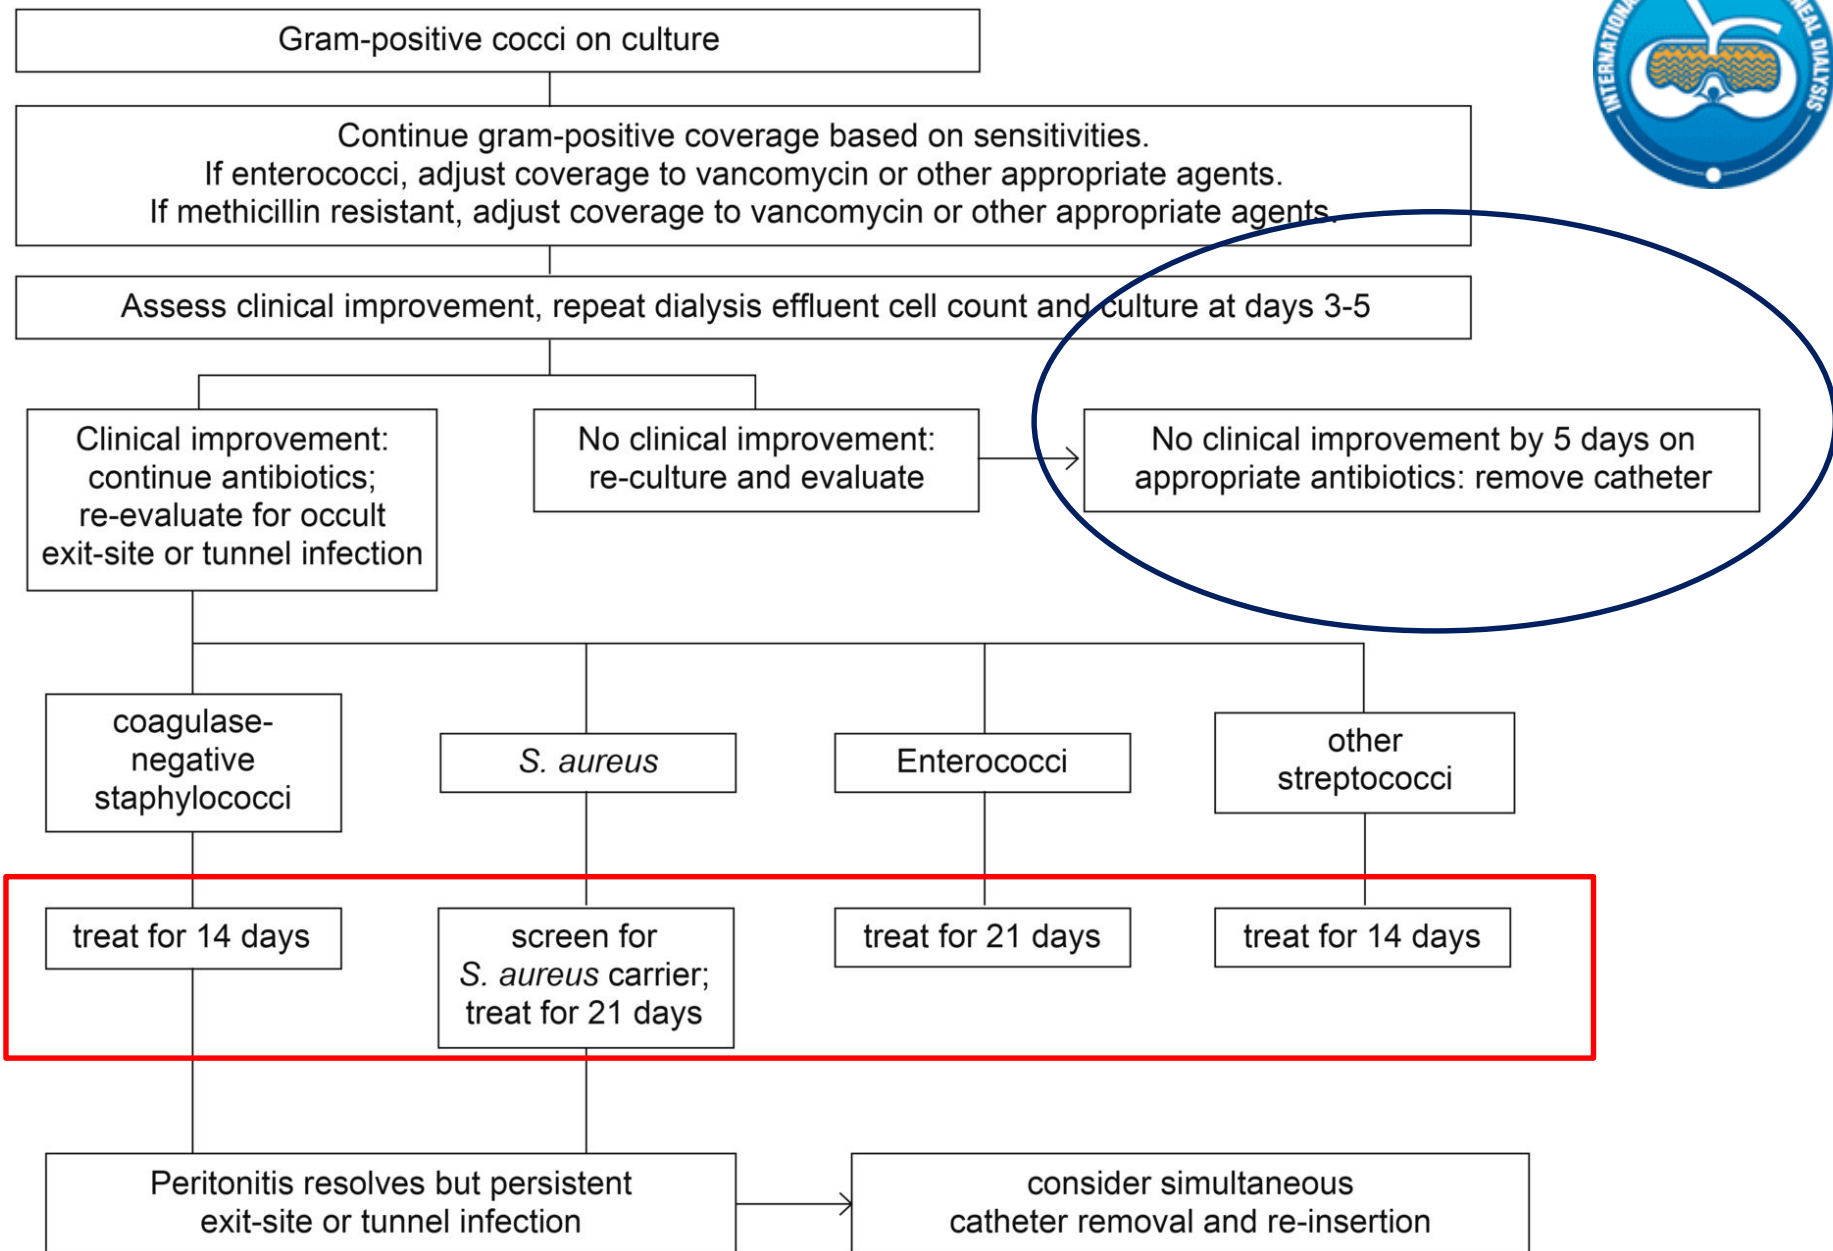 Gram-positive cocci on culture
Continue gram-positive coverage based on sensitivities.
If enterococci, adjust coverage to vancomycin or other appropriate agents.
If methicillin resistant, adjust coverage to vancomycin or other appropriate agents.
Assess clinical improvement, repeat dialysis effluent cell count and culture at days 3-5
Clinical improvement:
continue antibiotics;
re-evaluate for occult
exit-site or tunnel infection
No clinical improvement:
re-culture and evaluate
No clinical improvement by 5 days on
appropriate antibiotics: remove catheter
coagulase-
negative
staphylococci
S. aureus
Enterococci
other
streptococci
treat for 14 days
screen for
S. aureus carrier;
treat for 21 days
treat for 21 days
treat for 14 days
Peritonitis resolves but persistent
exit-site or tunnel infection
consider simultaneous
catheter removal and re-insertion
DIALYSIS